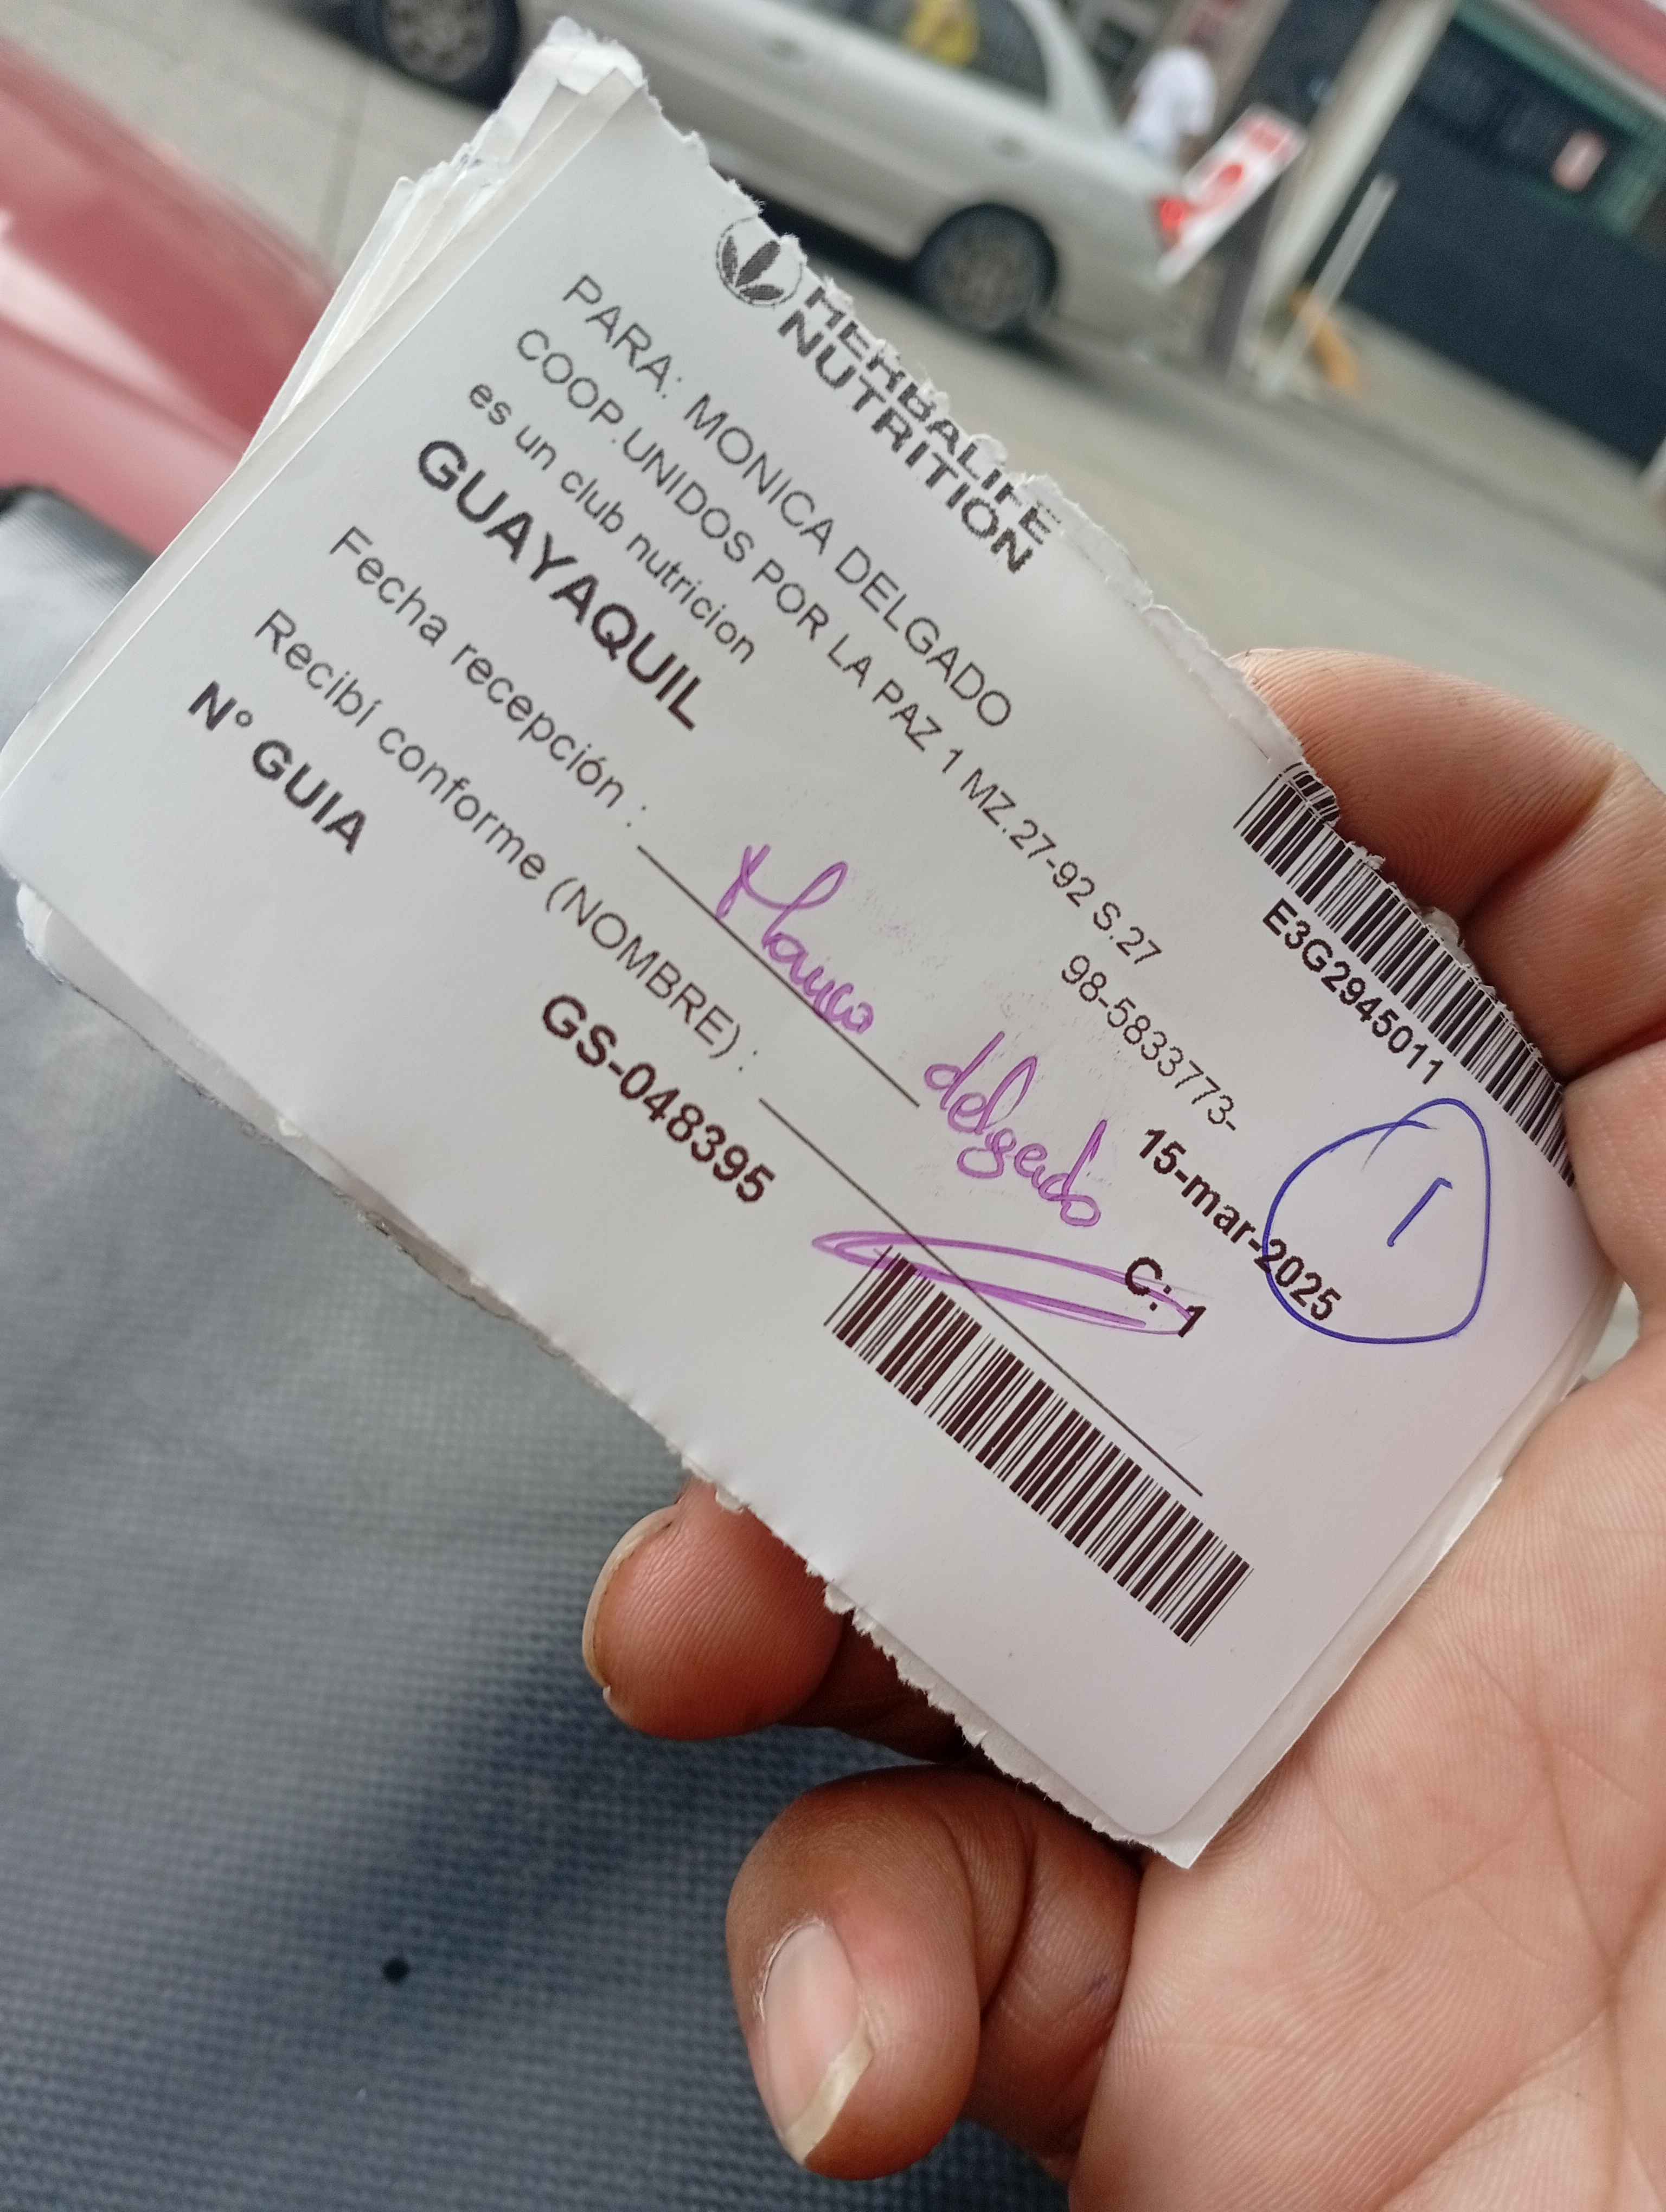 HERBALIFE
NUTRITION
E3G2945011
PARA: MONICA DELGADO
COOP.UNIDOS POR LA PAZ 1 MZ.27-92 S.27
98-5833773-
es un club nutricion
GUAYAQUIL
15-mar-2025
1
Fecha recepción :
C: 1
Recibí conforme (NOMBRE) :
delgado
N° GUIA
GS-048395